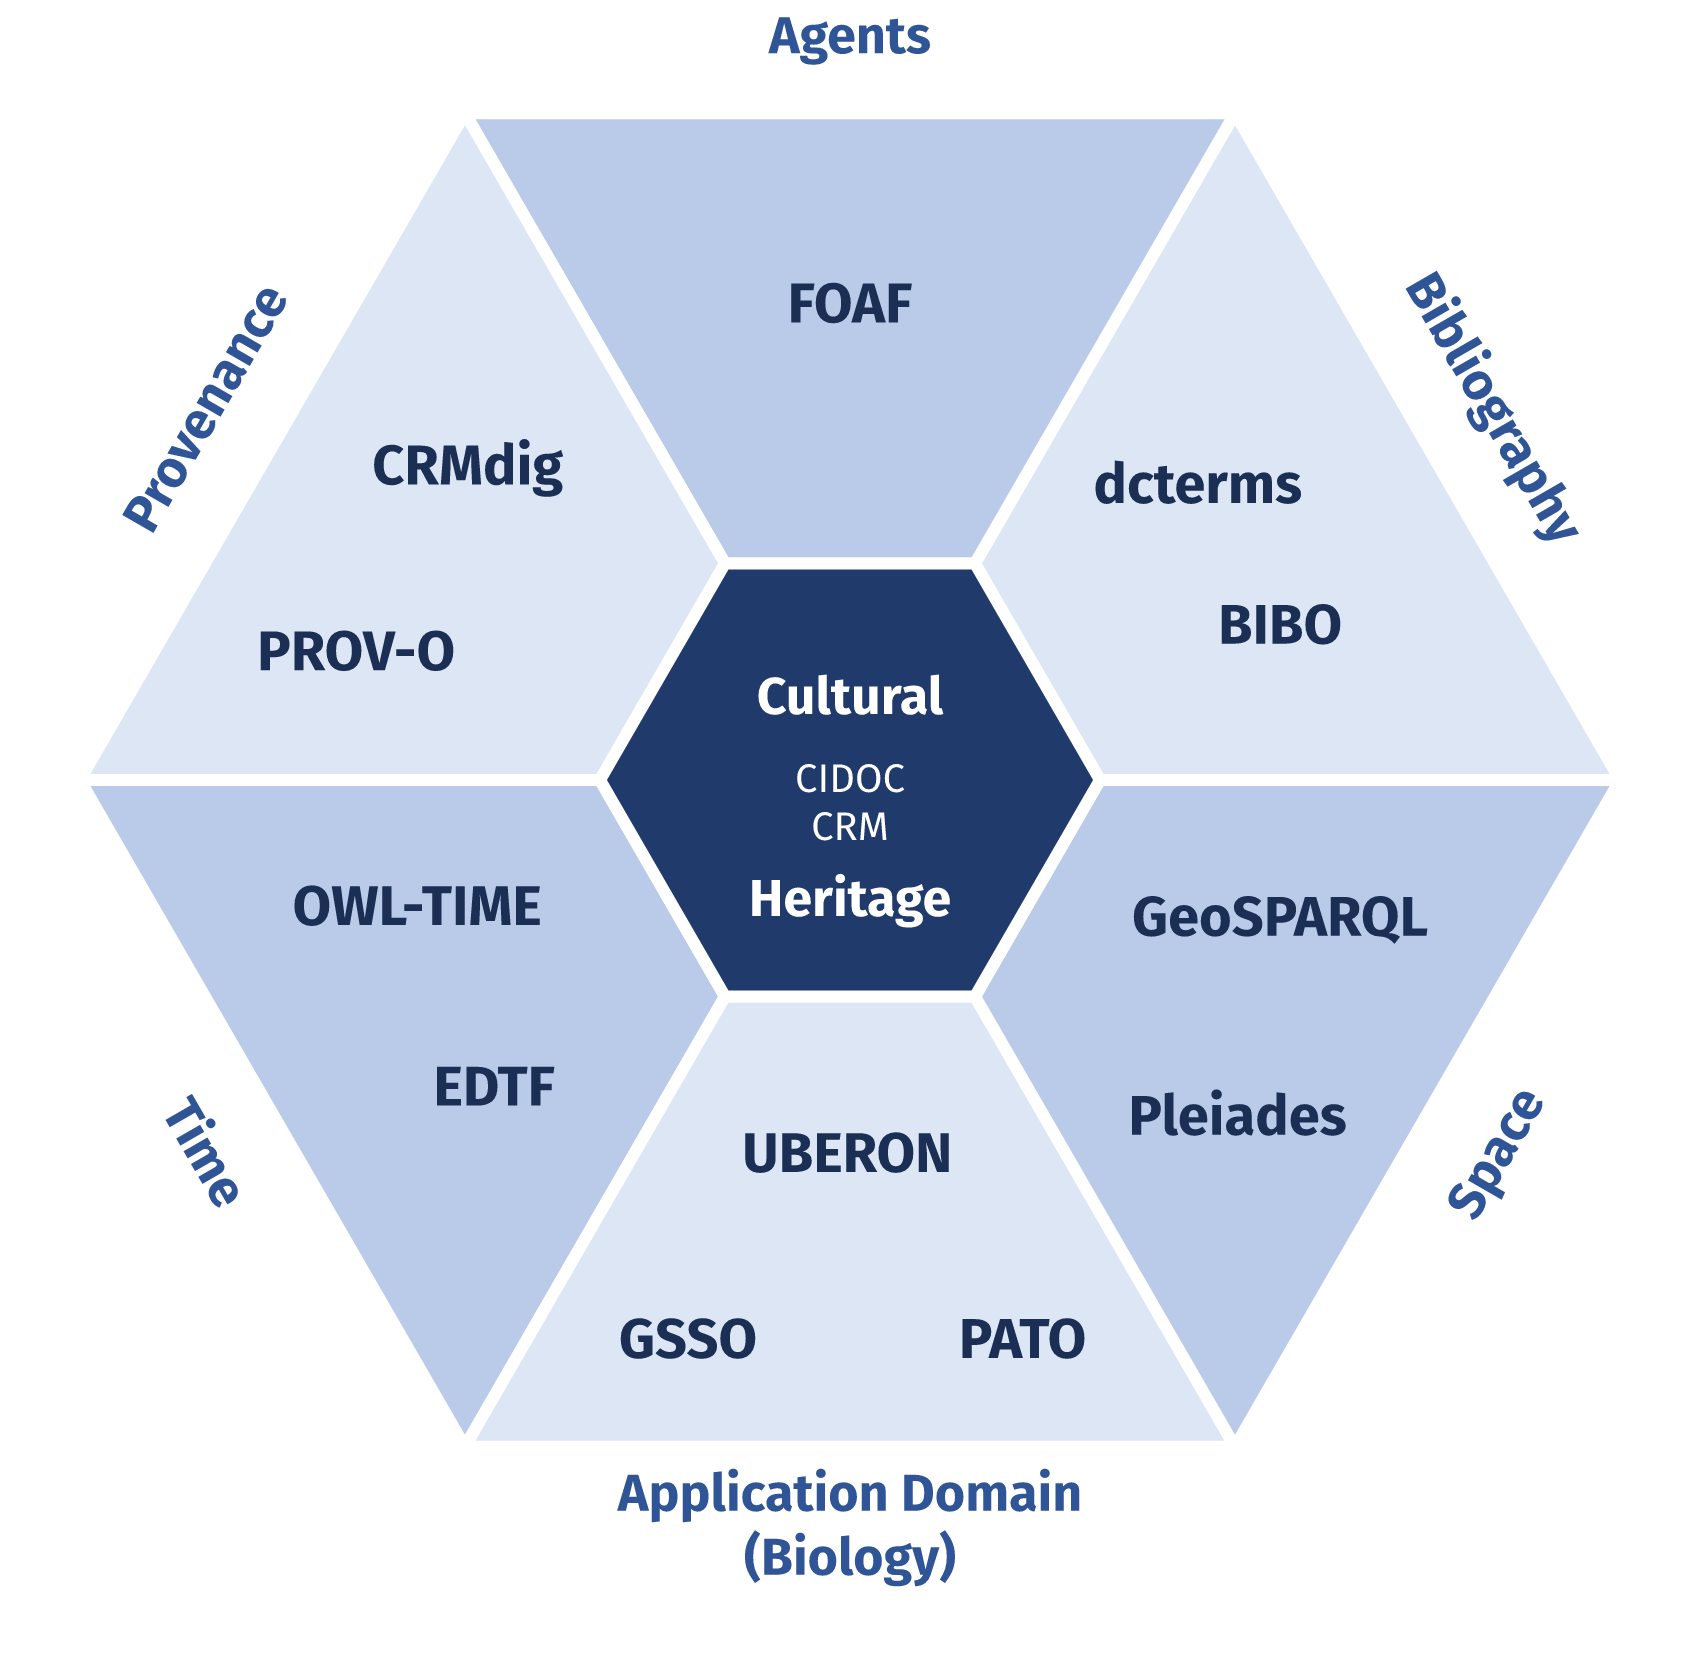 Agents
FOAF
Provenance
CRMdig
PROV-O
Bibliography
dcterms
BIBO
Cultural
CIDOC
CRM
Heritage
OWL-TIME
EDTF
Time
GeoSPARQL
Pleiades
Space
UBERON
GSSO
PATO
Application Domain
(Biology)